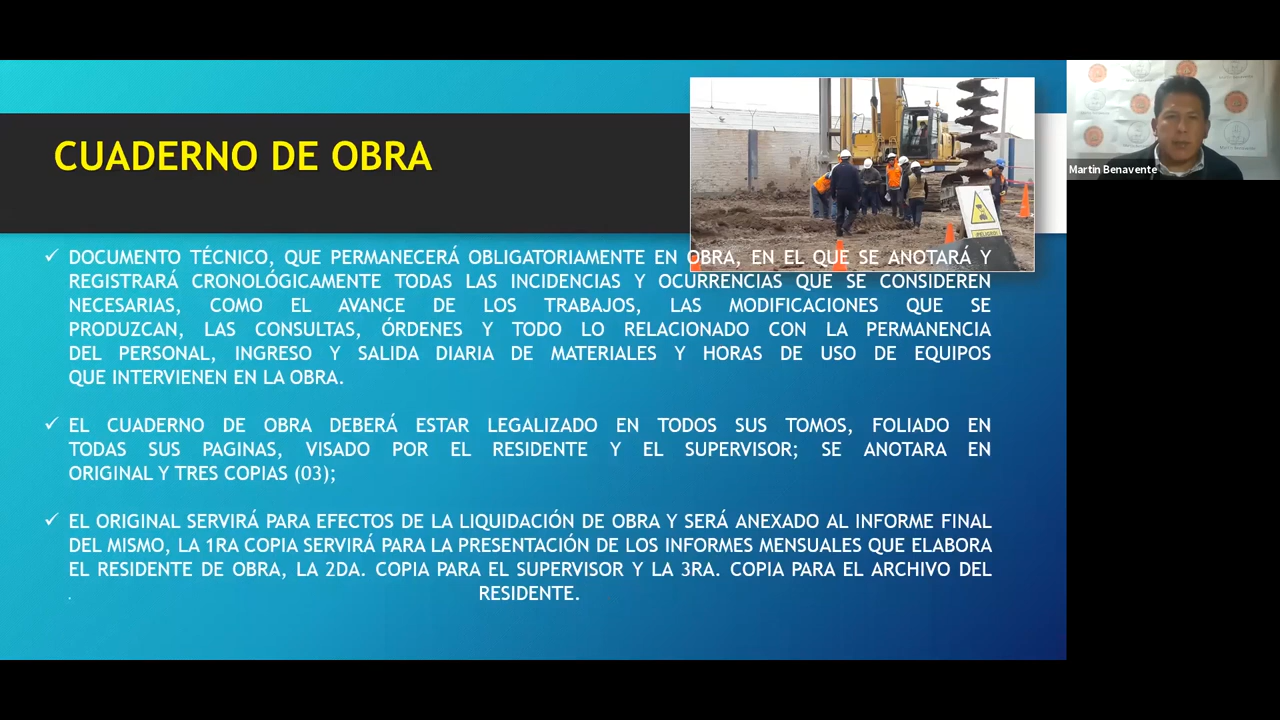 CUADERNO DE OBRA
Martin Benavente
¡PELIGRO!
✓ DOCUMENTO TÉCNICO, QUE PERMANECERÁ OBLIGATORIAMENTE EN OBRA, EN EL QUE SE ANOTARÁ Y
REGISTRARÁ CRONOLÓGICAMENTE TODAS LAS INCIDENCIAS Y OCURRENCIAS QUE SE CONSIDEREN
NECESARIAS, COMO EL AVANCE DE LOS TRABAJOS, LAS MODIFICACIONES QUE SE
PRODUZCAN, LAS CONSULTAS, ÓRDENES Y TODO LO RELACIONADO CON LA PERMANENCIA
DEL PERSONAL, INGRESO Y SALIDA DIARIA DE MATERIALES Y HORAS DE USO DE EQUIPOS
QUE INTERVIENEN EN LA OBRA.
✓ EL CUADERNO DE OBRA DEBERÁ ESTAR LEGALIZADO EN TODOS SUS TOMOS, FOLIADO EN
TODAS SUS PAGINAS, VISADO POR EL RESIDENTE Y EL SUPERVISOR; SE ANOTARA EN
ORIGINAL Y TRES COPIAS (03);
✓ EL ORIGINAL SERVIRÁ PARA EFECTOS DE LA LIQUIDACIÓN DE OBRA Y SERÁ ANEXADO AL INFORME FINAL
DEL MISMO, LA 1RA COPIA SERVIRÁ PARA LA PRESENTACIÓN DE LOS INFORMES MENSUALES QUE ELABORA
EL RESIDENTE DE OBRA, LA 2DA. COPIA PARA EL SUPERVISOR Y LA 3RA. COPIA PARA EL ARCHIVO DEL
. RESIDENTE.